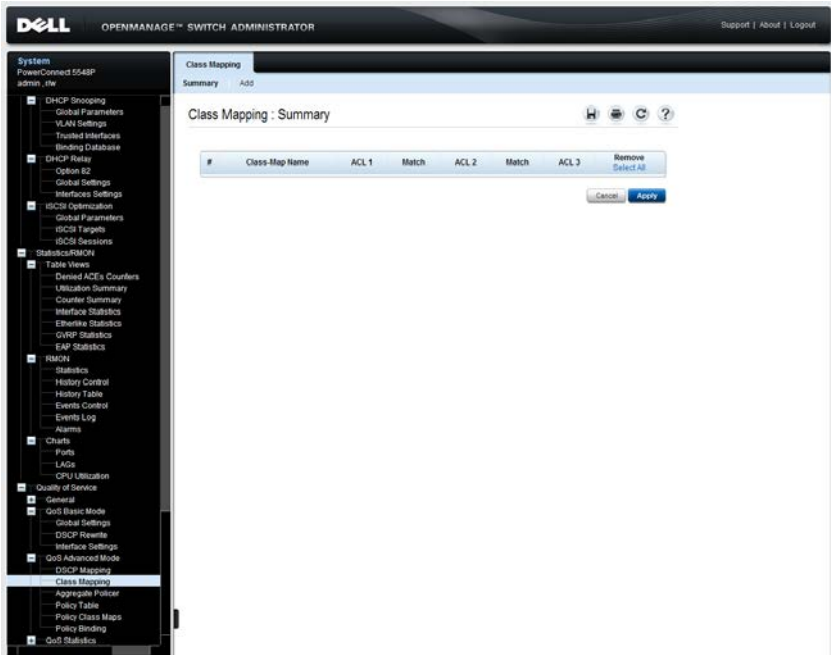 DELL OPENMANAGE™ SWITCH ADMINISTRATOR Support | About | Logout
System
PowerConnect 5548P
admin , r/w
DHCP Snooping
Global Parameters
VLAN Settings
Trusted Interfaces
Binding Database
DHCP Relay
Option 82
Global Settings
Interfaces Settings
iSCSI Optimization
Global Parameters
iSCSI Targets
iSCSI Sessions
Statistics/RMON
Table Views
Denied ACEs Counters
Utilization Summary
Counter Summary
Interface Statistics
Etherlike Statistics
GVRP Statistics
EAP Statistics
RMON
Statistics
History Control
History Table
Events Control
Events Log
Alarms
Charts
Ports
LAGs
CPU Utilization
Quality of Service
General
QoS Basic Mode
Global Settings
DSCP Rewrite
Interface Settings
QoS Advanced Mode
DSCP Mapping
Class Mapping
Aggregate Policer
Policy Table
Policy Class Maps
Policy Binding
QoS Statistics
Class Mapping
Summary Add
Class Mapping : Summary
# Class-Map Name ACL 1 Match ACL 2 Match ACL 3 Remove
Select All
Cancel Apply